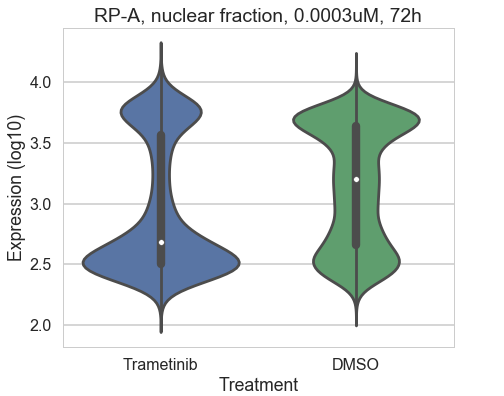 RP-A, nuclear fraction, 0.0003uM, 72h
Expression (log10)
4.0
3.5
3.0
2.5
2.0
Trametinib DMSO
Treatment